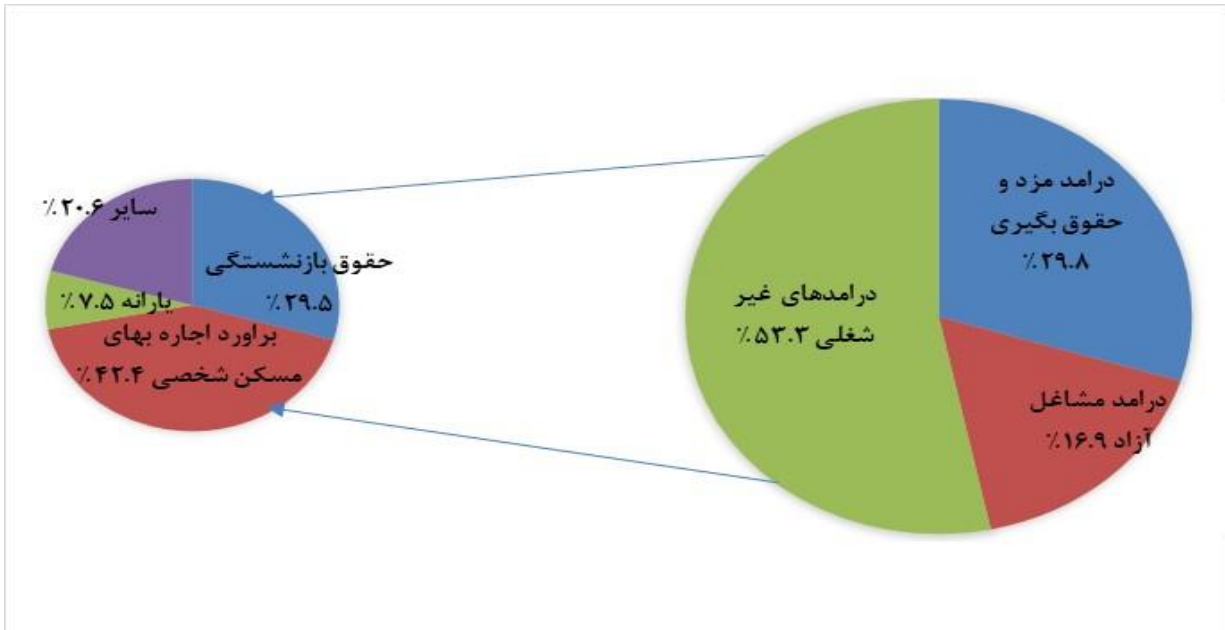 درامد مزد و
حقوق بگیری
٪۲۹.۸
درامد مشاغل
آزاد ۱۶.۹٪
درامدهای غیر
شغلی ۵۳.۳٪
حقوق بازنشستگی
٪۲۹.۵
براورد اجاره بهای
مسکن شخصی ۴۲.۴٪
یارانه ۷.۵٪
سایر ۲۰.۶٪